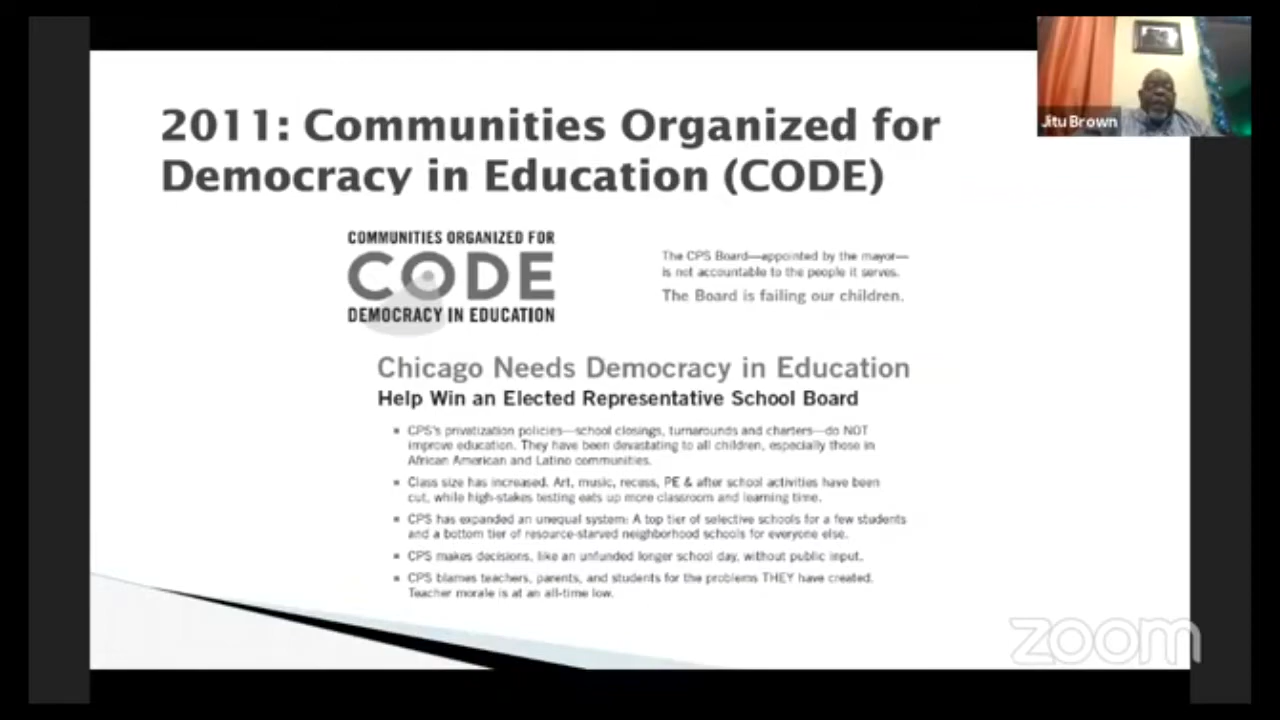 2011: Communities Organized for
Democracy in Education (CODE)
Jitu Brown
COMMUNITIES ORGANIZED FOR
CODE
DEMOCRACY IN EDUCATION
The CPS Board—appointed by the mayor—
is not accountable to the people it serves.
The Board is failing our children.
Chicago Needs Democracy in Education
Help Win an Elected Representative School Board
▪ CPS's privatization policies—school closings, turnarounds and charters—do NOT
improve education. They have been devastating to all children, especially those in
African American and Latino communities.
▪ Class size has increased. Art, music, recess, PE & after school activities have been
cut, while high-stakes testing eats up more classroom and learning time.
▪ CPS has expanded an unequal system: A top tier of selective schools for a few students
and a bottom tier of resource-starved neighborhood schools for everyone else.
▪ CPS makes decisions, like an unfunded longer school day, without public input.
▪ CPS blames teachers, parents, and students for the problems THEY have created.
Teacher morale is at an all-time low.
zoom